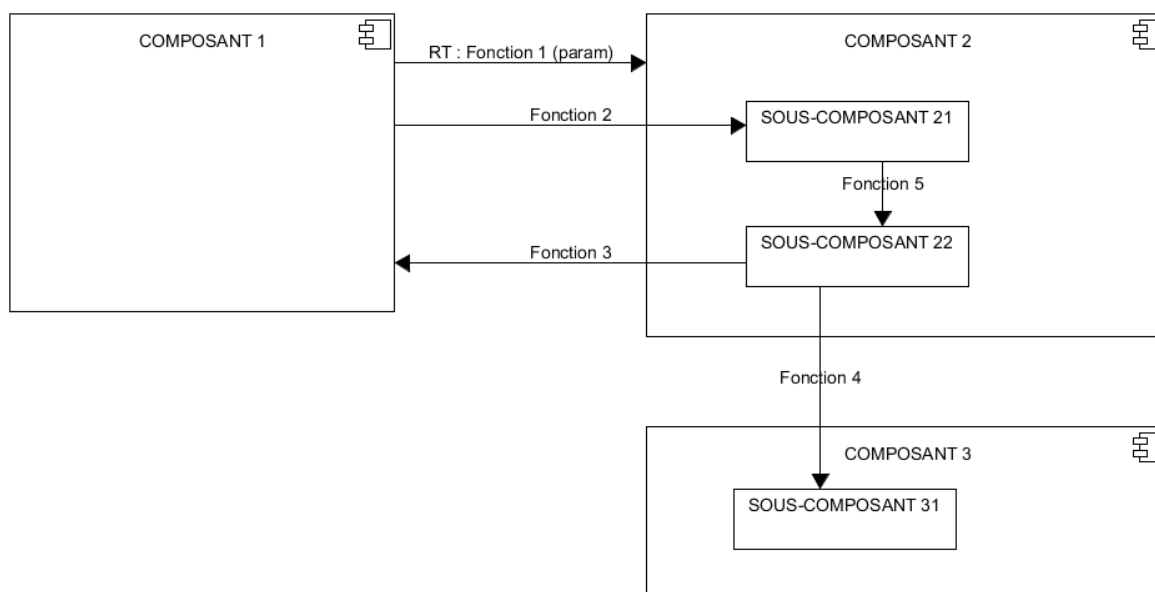 COMPOSANT 1
COMPOSANT 2
RT : Fonction 1 (param)
Fonction 2
SOUS-COMPOSANT 21
Fonction 5
SOUS-COMPOSANT 22
Fonction 3
Fonction 4
COMPOSANT 3
SOUS-COMPOSANT 31